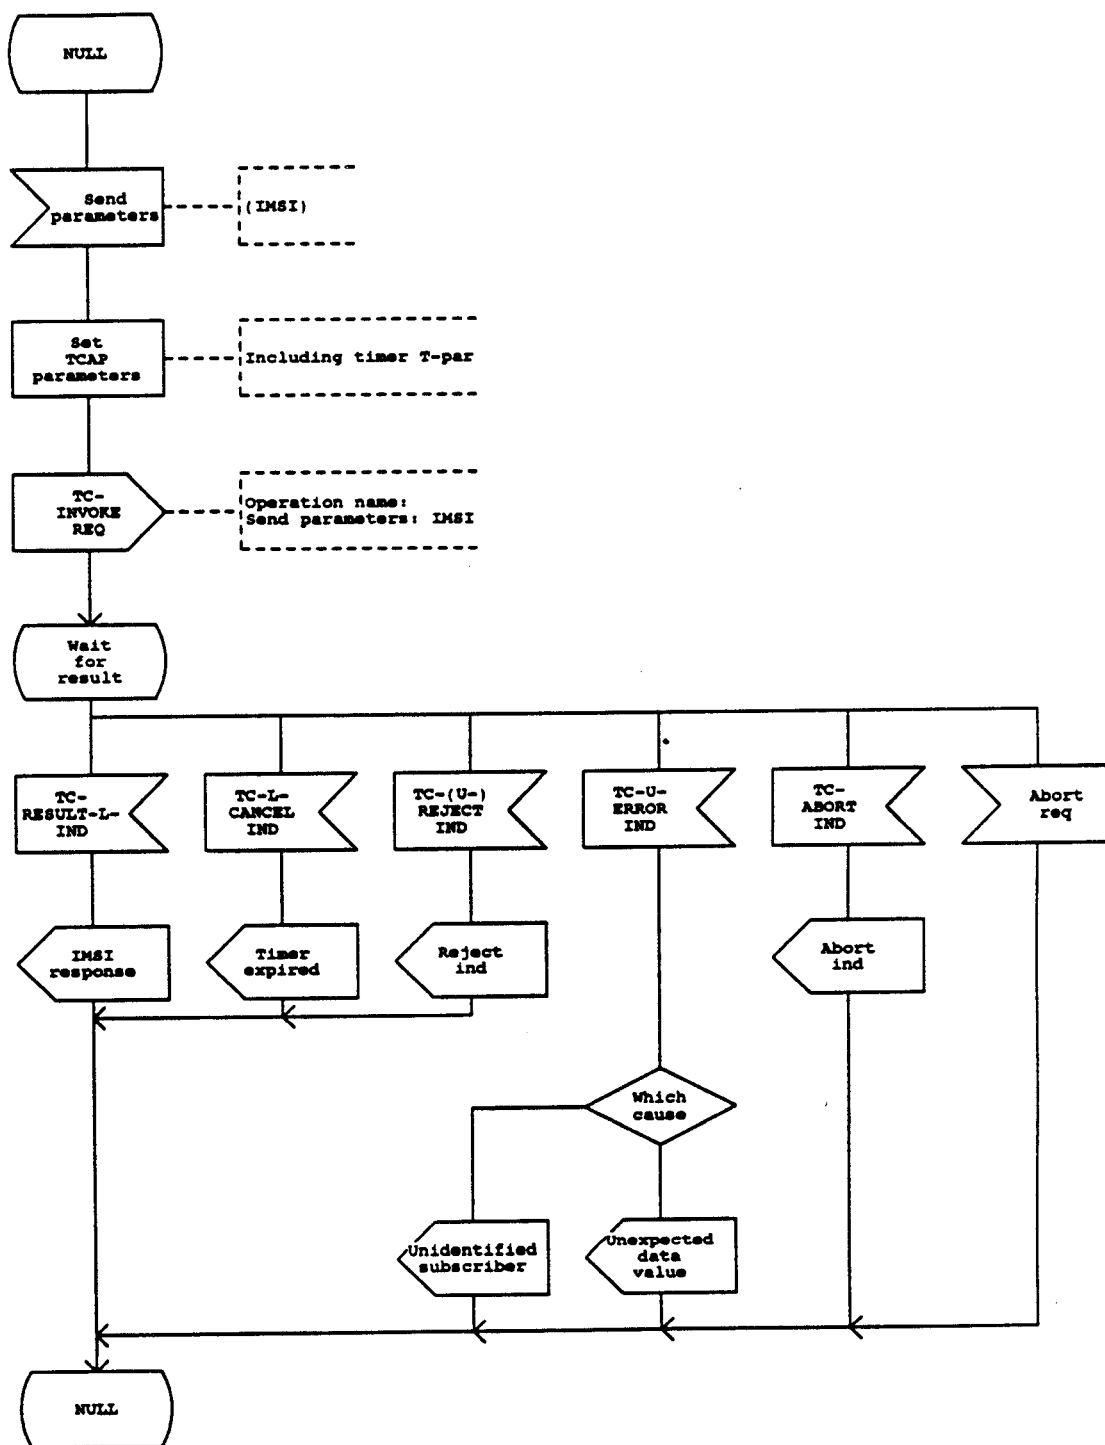 NULL
Send
parameters
(IMSI)
Set
TCAP
parameters
Including timer T-par
TC-
INVOKE
REQ
Operation name:
Send parameters: IMSI
Wait
for
result
TC-
RESULT-L-
IND
TC-L-
CANCEL
IND
TC-(U-)
REJECT
IND
TC-U-
ERROR
IND
TC-
ABORT
IND
Abort
req
IMSI
response
Timer
expired
Reject
ind
Abort
ind
Which
cause
Unidentified
subscriber
Unexpected
data
value
NULL